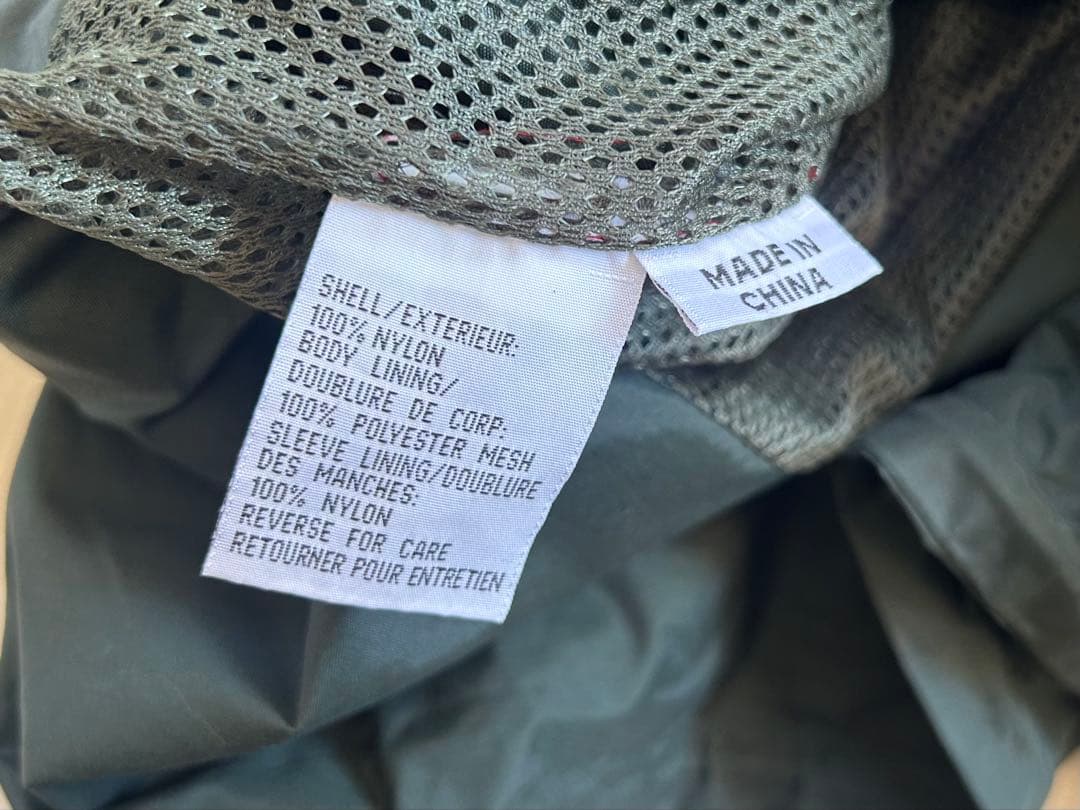 SHELL/EXTERIEUR:
100% NYLON
BODY LINING/
DOUBLURE DE CORP:
100% POLYESTER MESH
SLEEVE LINING/DOUBLURE
DES MANCHES:
100% NYLON
REVERSE FOR CARE
RETOURNER POUR ENTRETIEN
MADE IN
CHINA